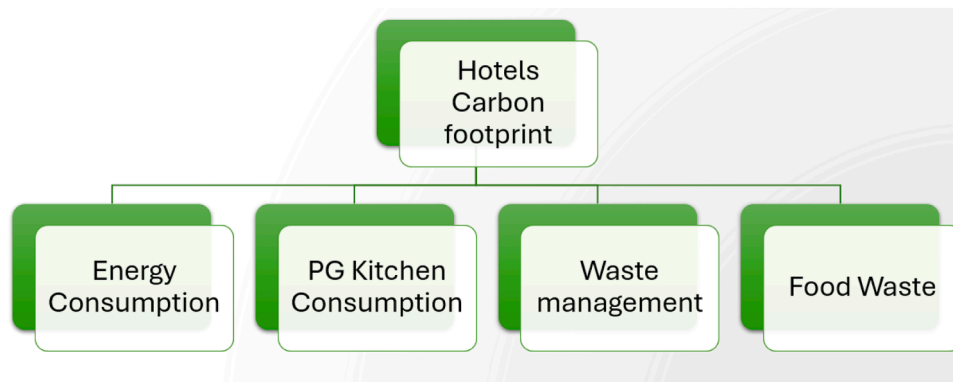 Hotels
Carbon
footprint
Energy
Consumption
PG Kitchen
Consumption
Waste
management
Food Waste